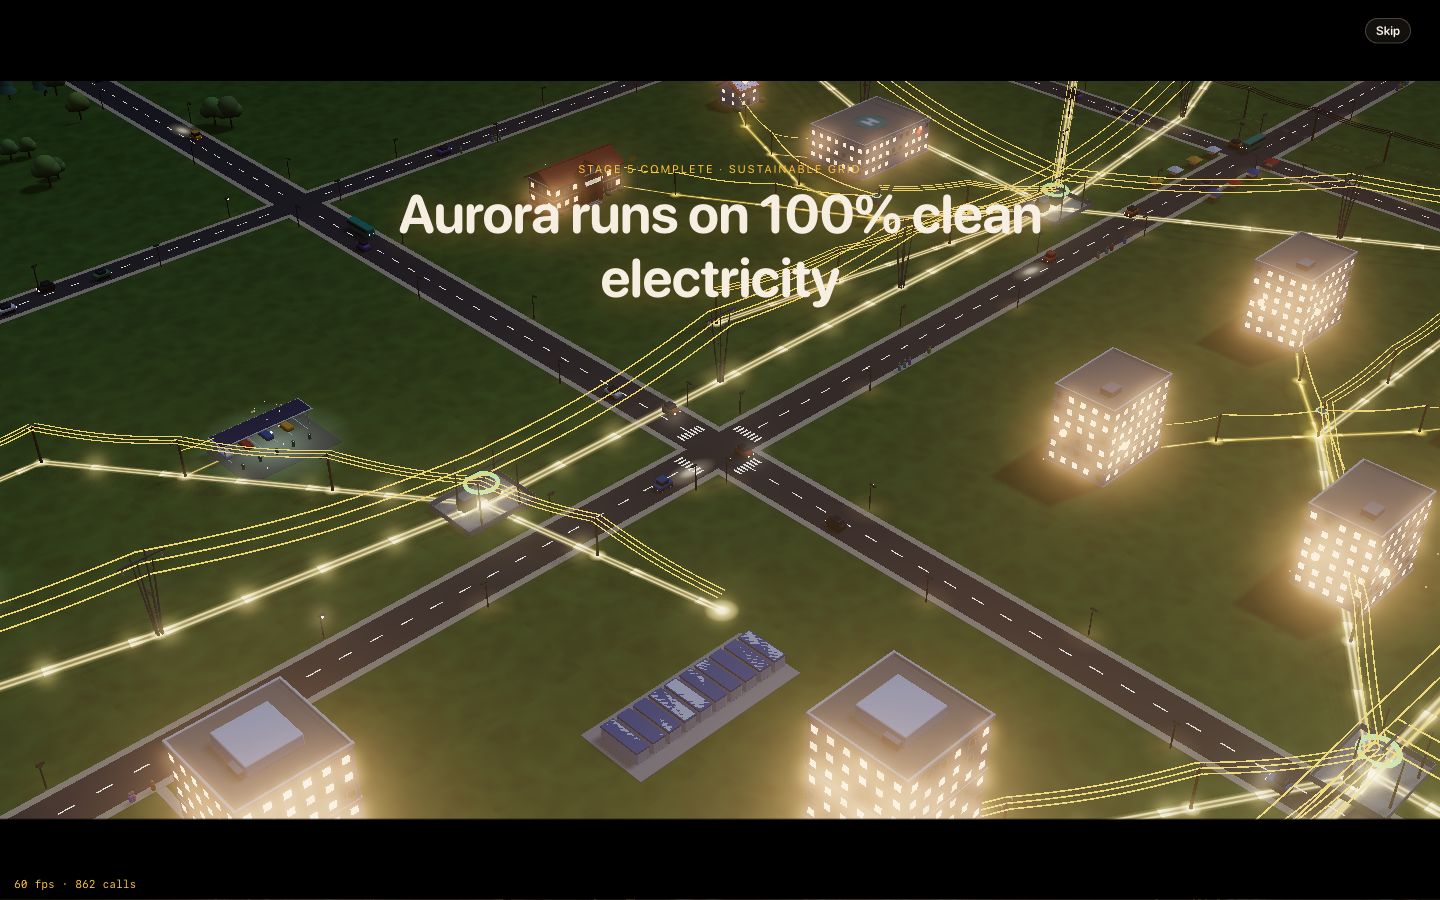 Skip
H
STAGE 5 COMPLETE · SUSTAINABLE GRID
Aurora runs on 100% clean
electricity
60 fps · 862 calls